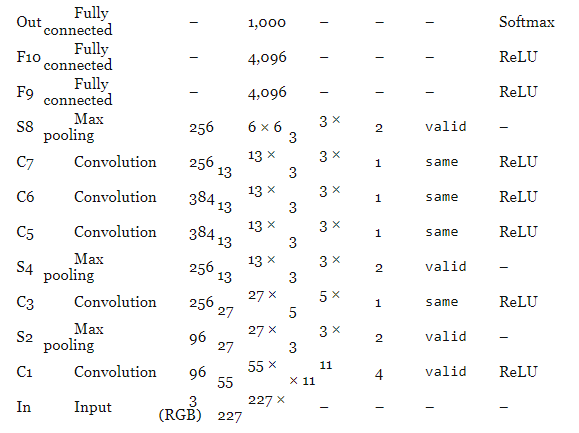 Out Fully connected – 1,000 – – – Softmax
F10 Fully connected – 4,096 – – – ReLU
F9 Fully connected – 4,096 – – – ReLU
S8 Max pooling 256 6 × 6 3 × 3 2 valid –
C7 Convolution 256 13 × 13 3 × 3 1 same ReLU
C6 Convolution 384 13 × 13 3 × 3 1 same ReLU
C5 Convolution 384 13 × 13 3 × 3 1 same ReLU
S4 Max pooling 256 13 × 13 3 × 3 2 valid –
C3 Convolution 256 27 × 27 5 × 5 1 same ReLU
S2 Max pooling 96 27 × 27 3 × 3 2 valid –
C1 Convolution 96 55 × 55 11 × 11 4 valid ReLU
In Input 3 (RGB) 227 × 227 – – – –